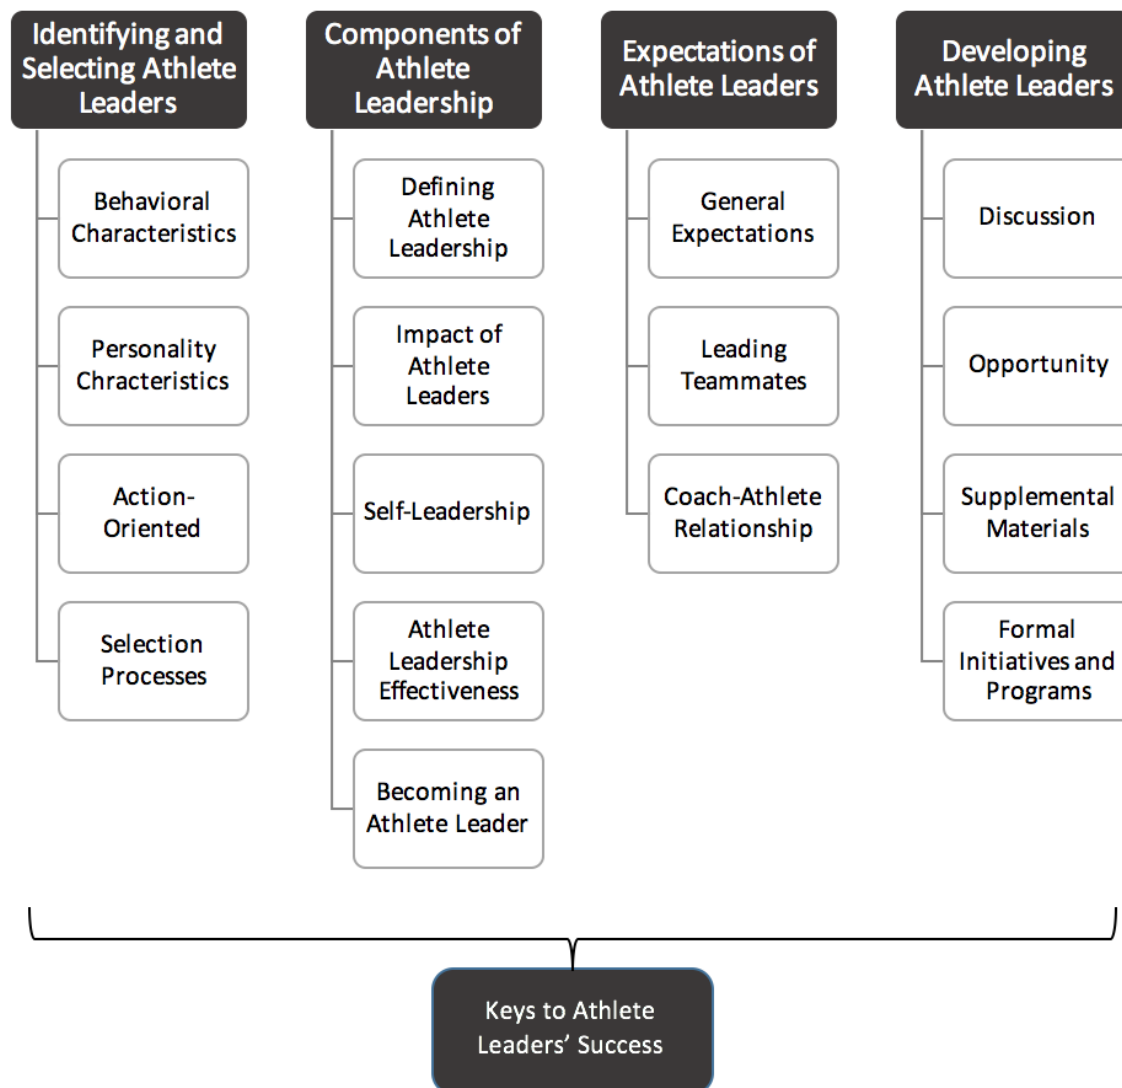 Identifying and
Selecting Athlete
Leaders
Behavioral
Characteristics
Personality
Chracteristics
Action-
Oriented
Selection
Processes
Components of
Athlete
Leadership
Defining
Athlete
Leadership
Impact of
Athlete
Leaders
Self-Leadership
Athlete
Leadership
Effectiveness
Becoming an
Athlete Leader
Expectations of
Athlete Leaders
General
Expectations
Leading
Teammates
Coach-Athlete
Relationship
Developing
Athlete Leaders
Discussion
Opportunity
Supplemental
Materials
Formal
Initiatives and
Programs
Keys to Athlete
Leaders’ Success